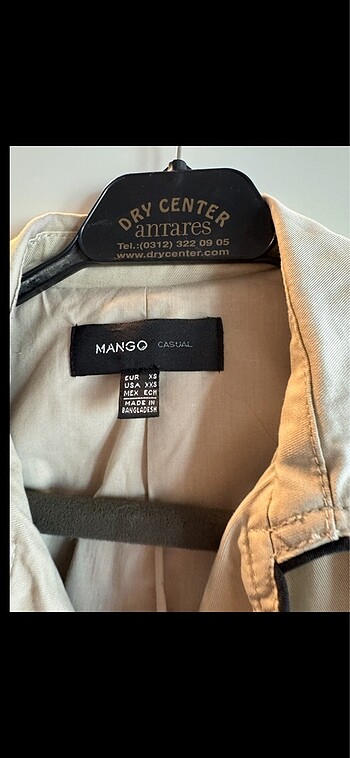 DRY CENTER
antares
Tel.:(0312) 322 09 05
www.drycenter.com
MANGO CASUAL
EUR XS
USA XXS
MEX ECH
MADE IN
BANGLADESH